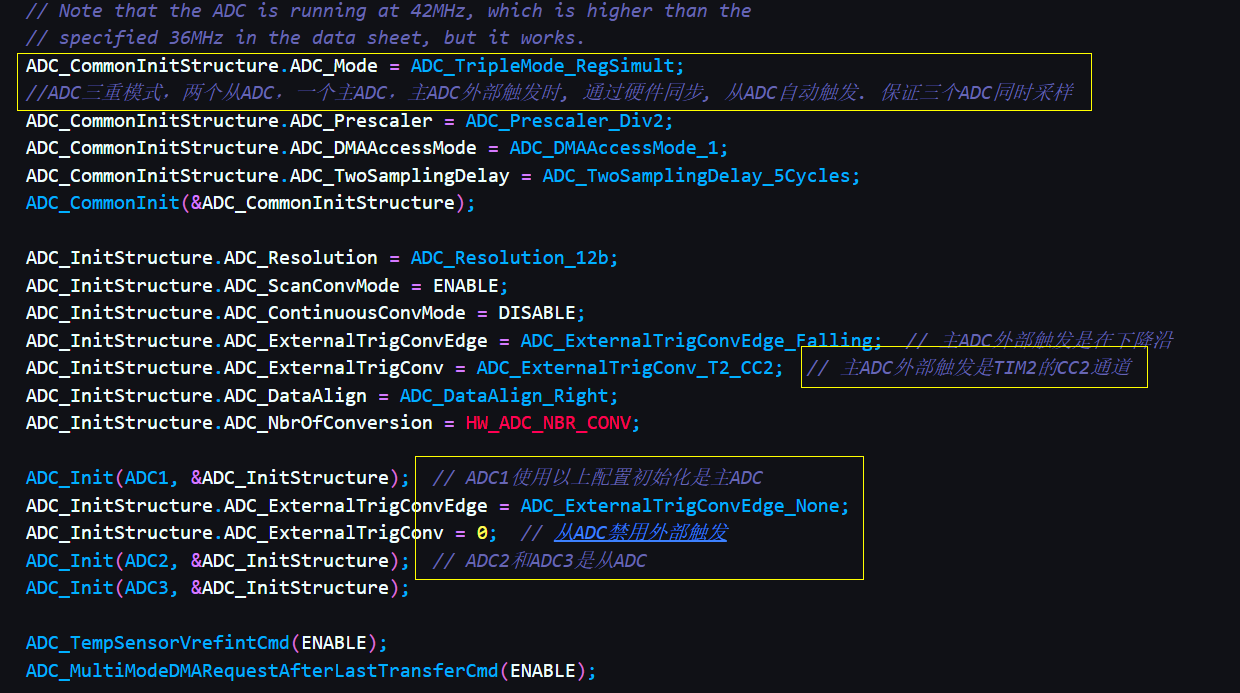 // Note that the ADC is running at 42MHz, which is higher than the
// specified 36MHz in the data sheet, but it works.
ADC_CommonInitStructure.ADC_Mode = ADC_TripleMode_RegSimult;
//ADC三重模式，两个从ADC，一个主ADC，主ADC外部触发时, 通过硬件同步, 从ADC自动触发. 保证三个ADC同时采样
ADC_CommonInitStructure.ADC_Prescaler = ADC_Prescaler_Div2;
ADC_CommonInitStructure.ADC_DMAAccessMode = ADC_DMAAccessMode_1;
ADC_CommonInitStructure.ADC_TwoSamplingDelay = ADC_TwoSamplingDelay_5Cycles;
ADC_CommonInit(&ADC_CommonInitStructure);
ADC_InitStructure.ADC_Resolution = ADC_Resolution_12b;
ADC_InitStructure.ADC_ScanConvMode = ENABLE;
ADC_InitStructure.ADC_ContinuousConvMode = DISABLE;
ADC_InitStructure.ADC_ExternalTrigConvEdge = ADC_ExternalTrigConvEdge_Falling; // 主ADC外部触发是在下降沿
ADC_InitStructure.ADC_ExternalTrigConv = ADC_ExternalTrigConv_T2_CC2; // 主ADC外部触发是TIM2的CC2通道
ADC_InitStructure.ADC_DataAlign = ADC_DataAlign_Right;
ADC_InitStructure.ADC_NbrOfConversion = HW_ADC_NBR_CONV;
ADC_Init(ADC1, &ADC_InitStructure); // ADC1使用以上配置初始化是主ADC
ADC_InitStructure.ADC_ExternalTrigConvEdge = ADC_ExternalTrigConvEdge_None;
ADC_InitStructure.ADC_ExternalTrigConv = 0; // 从ADC禁用外部触发
ADC_Init(ADC2, &ADC_InitStructure); // ADC2和ADC3是从ADC
ADC_Init(ADC3, &ADC_InitStructure);
ADC_TempSensorVrefintCmd(ENABLE);
ADC_MultiModeDMARequestAfterLastTransferCmd(ENABLE);